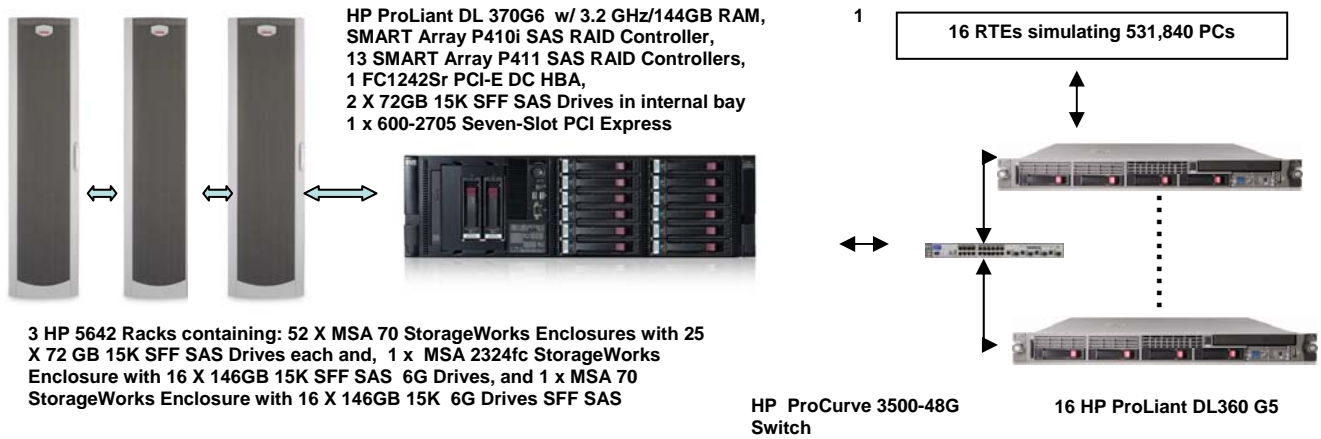 HP ProLiant DL 370G6 w/ 3.2 GHz/144GB RAM,
SMART Array P410i SAS RAID Controller,
13 SMART Array P411 SAS RAID Controllers,
1 FC1242Sr PCI-E DC HBA,
2 X 72GB 15K SFF SAS Drives in internal bay
1 x 600-2705 Seven-Slot PCI Express
1
16 RTEs simulating 531,840 PCs
3 HP 5642 Racks containing: 52 X MSA 70 StorageWorks Enclosures with 25
X 72 GB 15K SFF SAS Drives each and, 1 x MSA 2324fc StorageWorks
Enclosure with 16 X 146GB 15K SFF SAS 6G Drives, and 1 x MSA 70
StorageWorks Enclosure with 16 X 146GB 15K 6G Drives SFF SAS
HP ProCurve 3500-48G
Switch
16 HP ProLiant DL360 G5